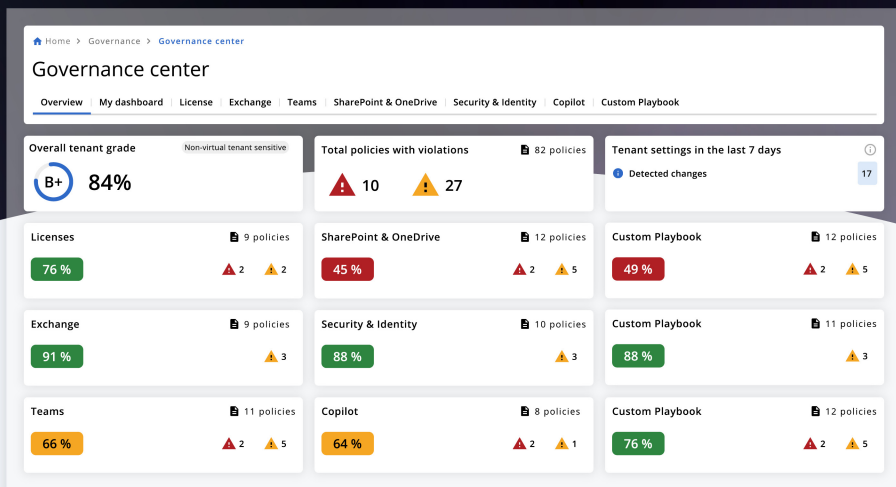 Home > Governance > Governance center
Governance center
Overview My dashboard License Exchange Teams SharePoint & OneDrive Security & Identity Copilot Custom Playbook
Overall tenant grade Non-virtual tenant sensitive
B+ 84%
Total policies with violations 82 policies
10 27
Tenant settings in the last 7 days
Detected changes 17
Licenses 9 policies
76 % 2 2
SharePoint & OneDrive 12 policies
45 % 2 5
Custom Playbook 12 policies
49 % 2 5
Exchange 9 policies
91 % 3
Security & Identity 10 policies
88 % 3
Custom Playbook 11 policies
88 % 3
Teams 11 policies
66 % 2 5
Copilot 8 policies
64 % 2 1
Custom Playbook 12 policies
76 % 2 5